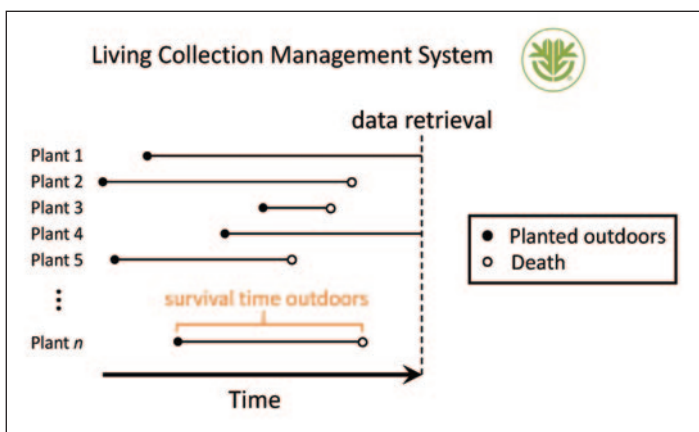 Living Collection Management System
data retrieval
Plant 1
Plant 2
Plant 3
Plant 4
Plant 5
Planted outdoors
Death
survival time outdoors
Plant n
Time